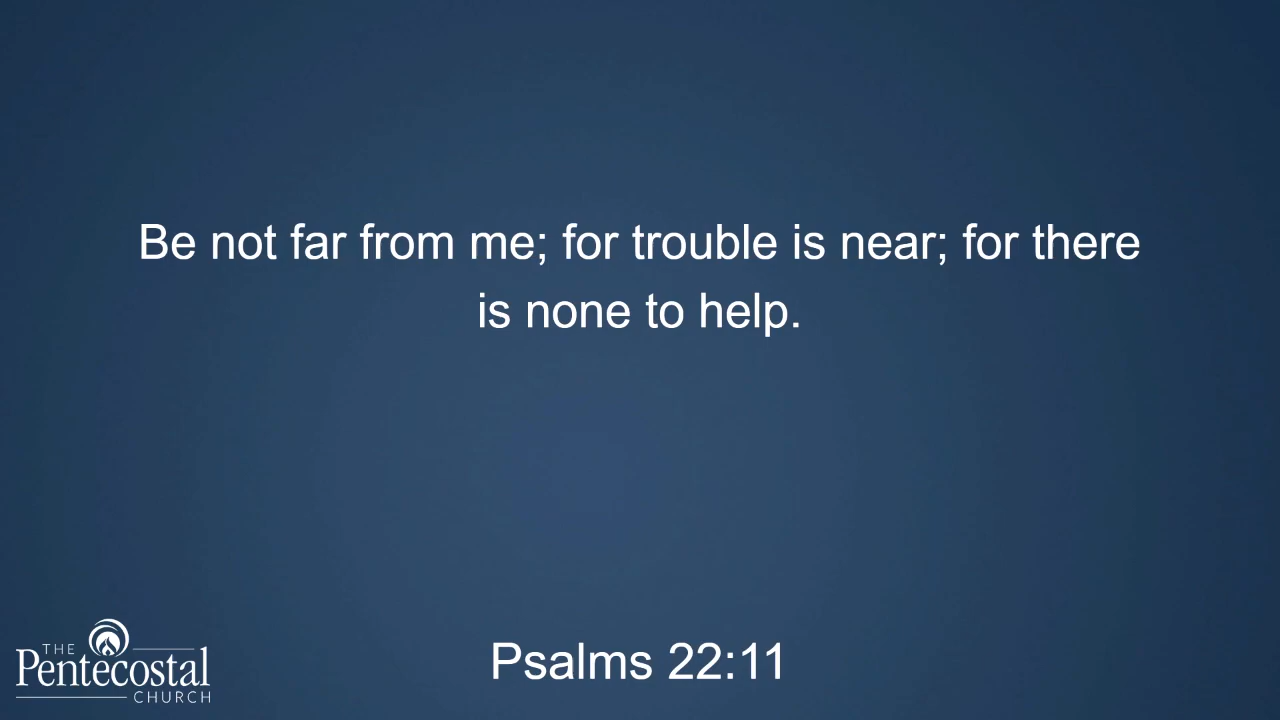 Be not far from me; for trouble is near; for there
is none to help.
Psalms 22:11
THE
Pentecostal
CHURCH